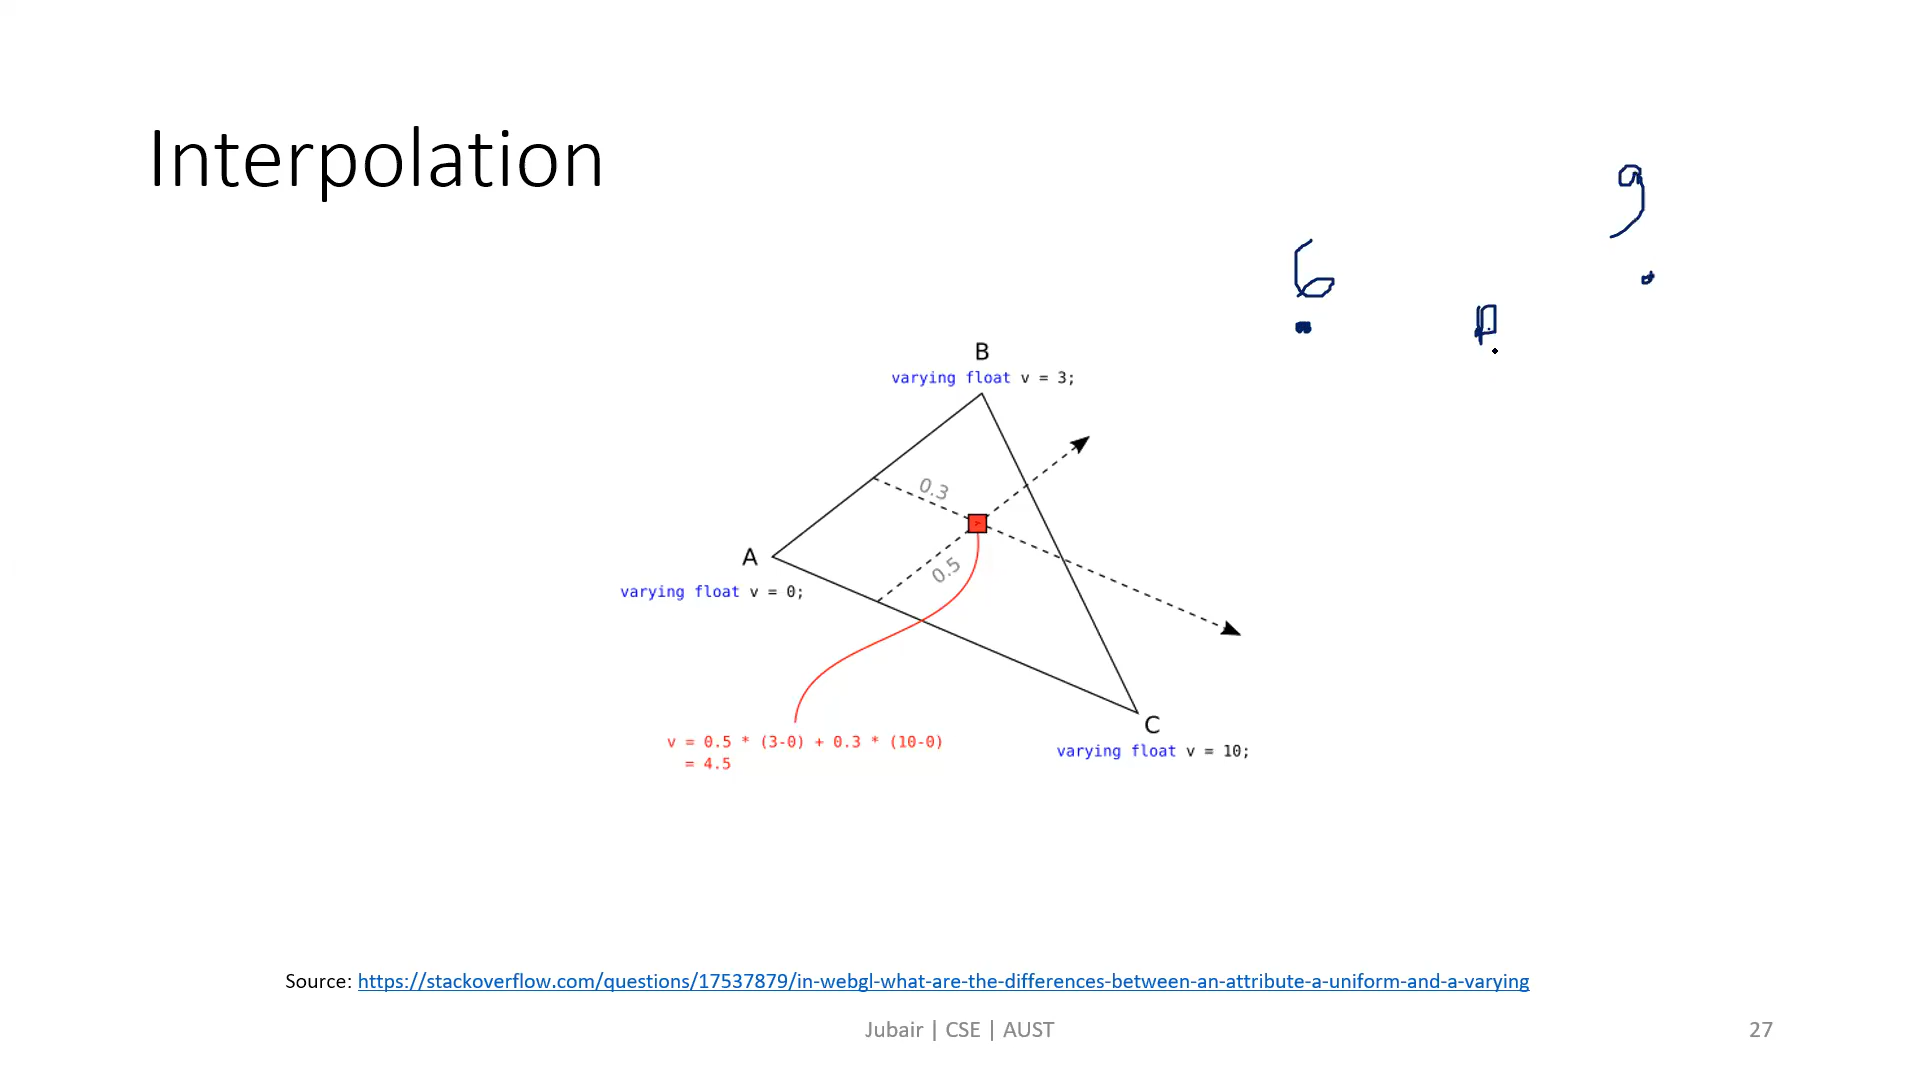 Interpolation
9
6
B
varying float v = 3;
0.3
A
0.5
varying float v = 0;
C
v = 0.5 * (3-0) + 0.3 * (10-0)
= 4.5
varying float v = 10;
Source: https://stackoverflow.com/questions/17537879/in-webgl-what-are-the-differences-between-an-attribute-a-uniform-and-a-varying
Jubair | CSE | AUST
27